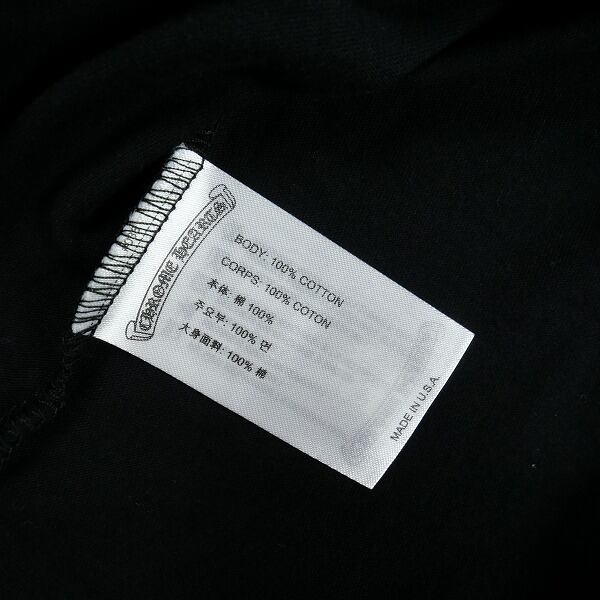 CHROME HEARTS
BODY: 100% COTTON
CORPS: 100% COTON
本体: 棉 100%
주요부: 100% 면
大身面料: 100% 棉
MADE IN U.S.A.